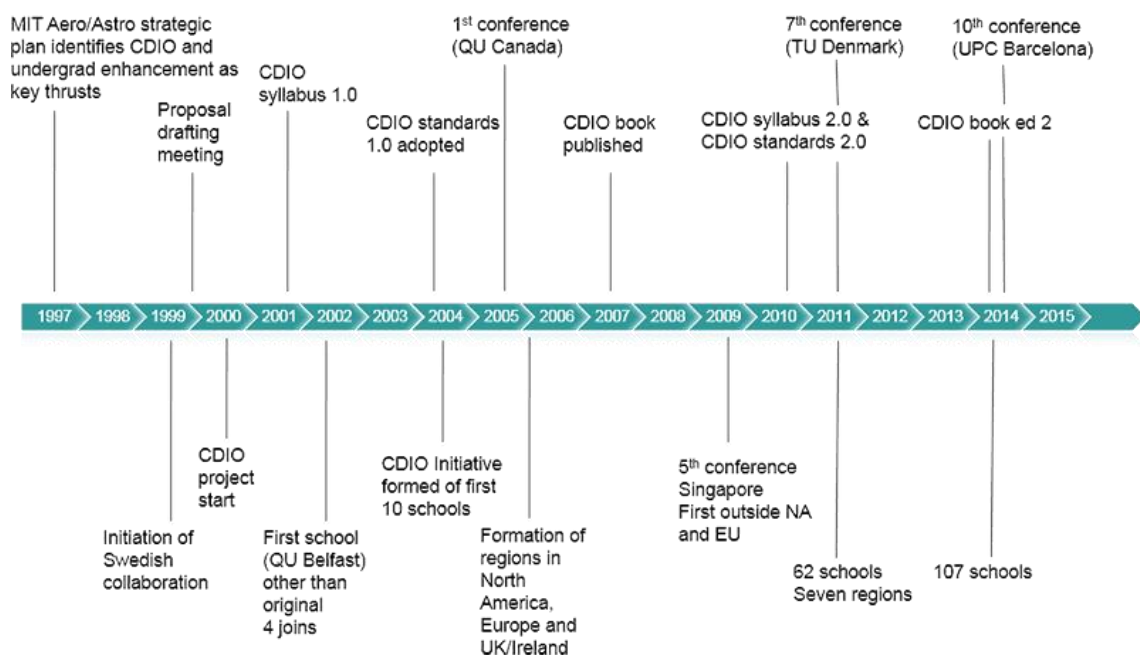 MIT Aero/Astro strategic
plan identifies CDIO and
undergrad enhancement as
key thrusts
Proposal
drafting
meeting
CDIO
syllabus 1.0
CDIO standards
1.0 adopted
1st conference
(QU Canada)
CDIO book
published
CDIO syllabus 2.0 &
CDIO standards 2.0
7th conference
(TU Denmark)
10th conference
(UPC Barcelona)
CDIO book ed 2
1997 1998 1999 2000 2001 2002 2003 2004 2005 2006 2007 2008 2009 2010 2011 2012 2013 2014 2015
Initiation of
Swedish
collaboration
CDIO
project
start
First school
(QU Belfast)
other than
original
4 joins
CDIO Initiative
formed of first
10 schools
Formation of
regions in
North
America,
Europe and
UK/Ireland
5th conference
Singapore
First outside NA
and EU
62 schools
Seven regions
107 schools